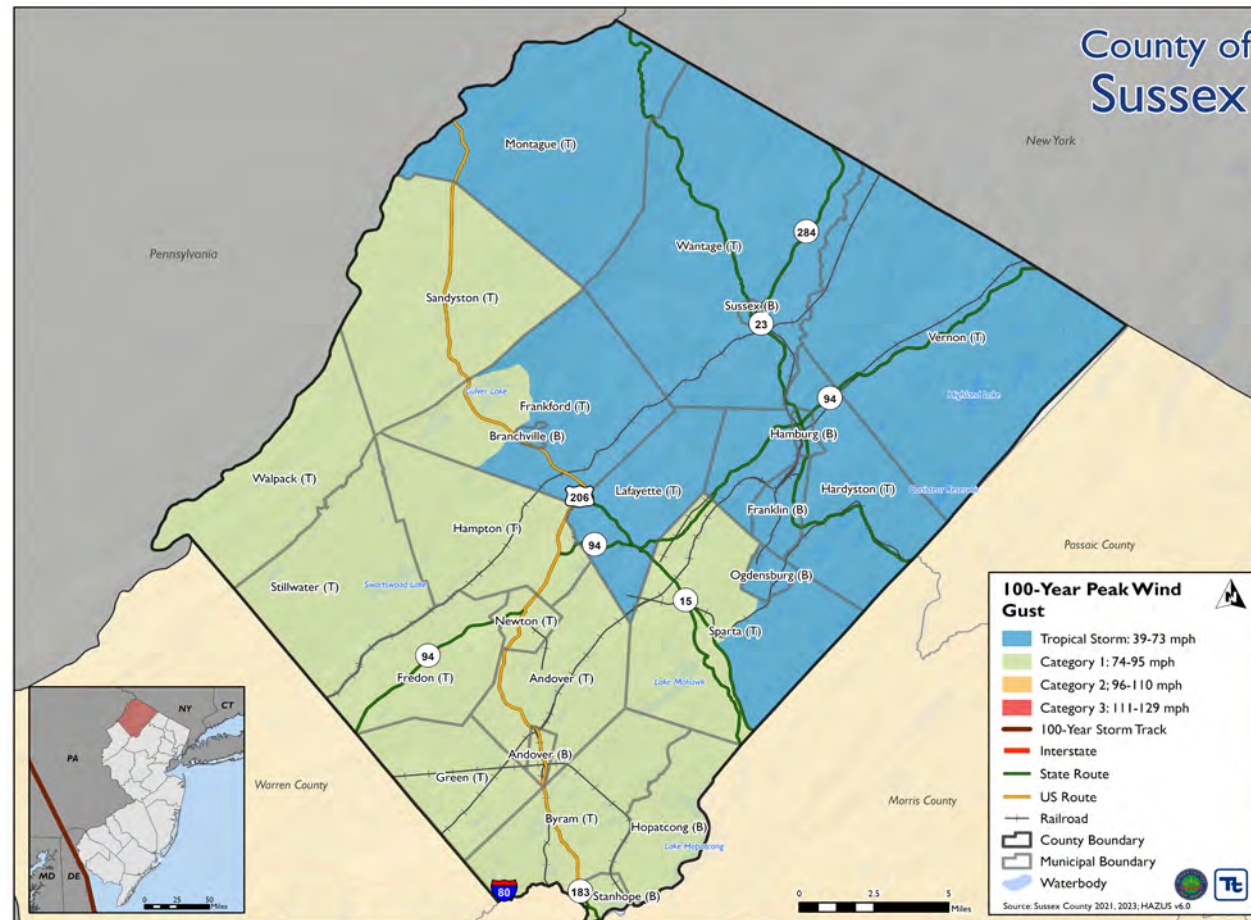 County of
Sussex
New York
Pennsylvania
Montague (T)
284
Wantage (T)
Sandyston (T)
Sussex (B)
23
Vernon (T)
Culver Lake
94
Highland Lake
Frankford (T)
Branchville (B)
Hamburg (B)
Walpack (T)
206
Lafayette (T)
Hardyston (T)
Franklin (B)
Hampton (T)
94
Passaic County
Stillwater (T)
Swartswood Lake
Ogdensburg (B)
15
Newton (T)
Sparta (T)
94
Fredon (T)
Andover (T)
Lake Mohawk
Andover (B)
Green (T)
Warren County
Morris County
Byram (T)
Hopatcong (B)
Lake Hopatcong
80
183
Stanhope (B)
0 2.5 5
Miles
NY
CT
PA
MD
DE
0 25 50
Miles
100-Year Peak Wind
Gust
N
Tropical Storm: 39-73 mph
Category 1: 74-95 mph
Category 2; 96-110 mph
Category 3: 111-129 mph
100-Year Storm Track
Interstate
State Route
US Route
Railroad
County Boundary
Municipal Boundary
Waterbody
Source: Sussex County 2021, 2023; HAZUS v6.0
Tt